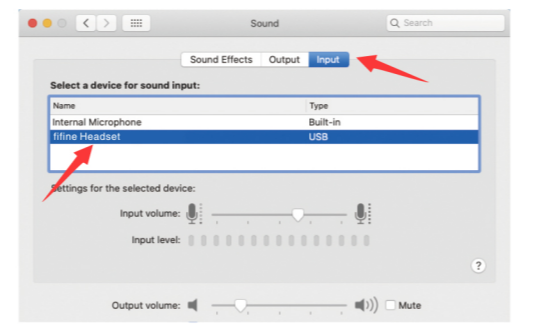 Sound
Search
Sound Effects Output Input
Select a device for sound input:
Name Type
Internal Microphone Built-in
fifine Headset USB
Settings for the selected device:
Input volume:
Input level:
?
Output volume: Mute